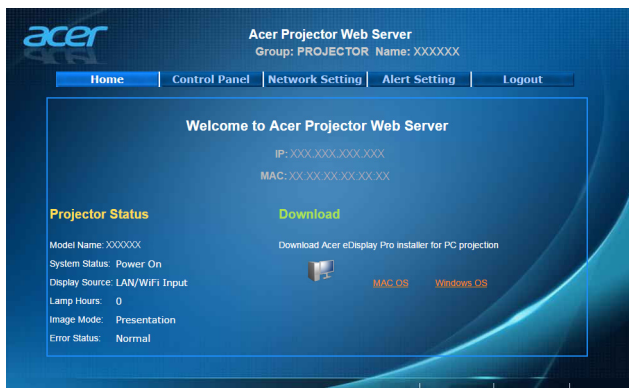 acer
Acer Projector Web Server
Group: PROJECTOR Name: XXXXXX
Home Control Panel Network Setting Alert Setting Logout
Welcome to Acer Projector Web Server
IP: XXX.XXX.XXX.XXX
MAC: XX:XX:XX:XX:XX:XX
Projector Status
Model Name: XXXXXX
System Status: Power On
Display Source: LAN/WiFi Input
Lamp Hours: 0
Image Mode: Presentation
Error Status: Normal
Download
Download Acer eDisplay Pro installer for PC projection
MAC OS Windows OS